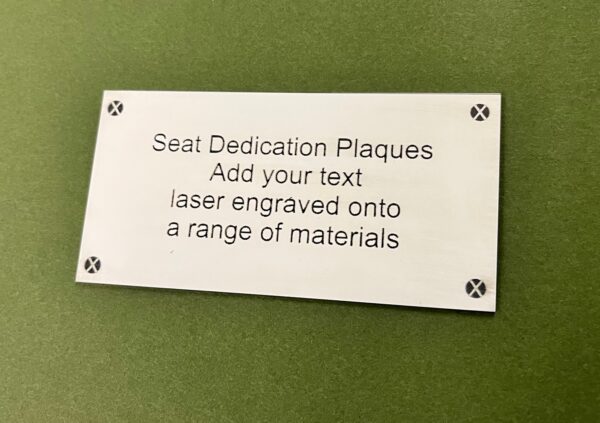 Seat Dedication Plaques
Add your text
laser engraved onto
a range of materials